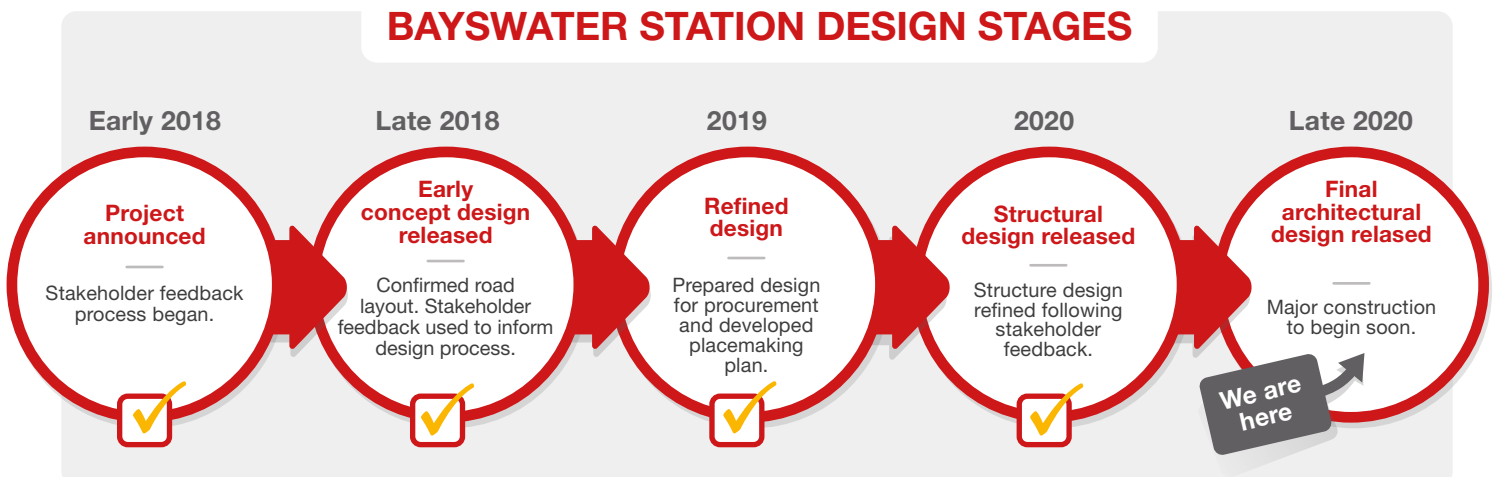 BAYSWATER STATION DESIGN STAGES
Early 2018
Project
announced
Stakeholder feedback
process began.
Late 2018
Early
concept design
released
Confirmed road
layout. Stakeholder
feedback used to inform
design process.
2019
Refined
design
Prepared design
for procurement
and developed
placemaking
plan.
2020
Structural
design released
Structure design
refined following
stakeholder
feedback.
Late 2020
Final
architectural
design relased
Major construction
to begin soon.
We are
here